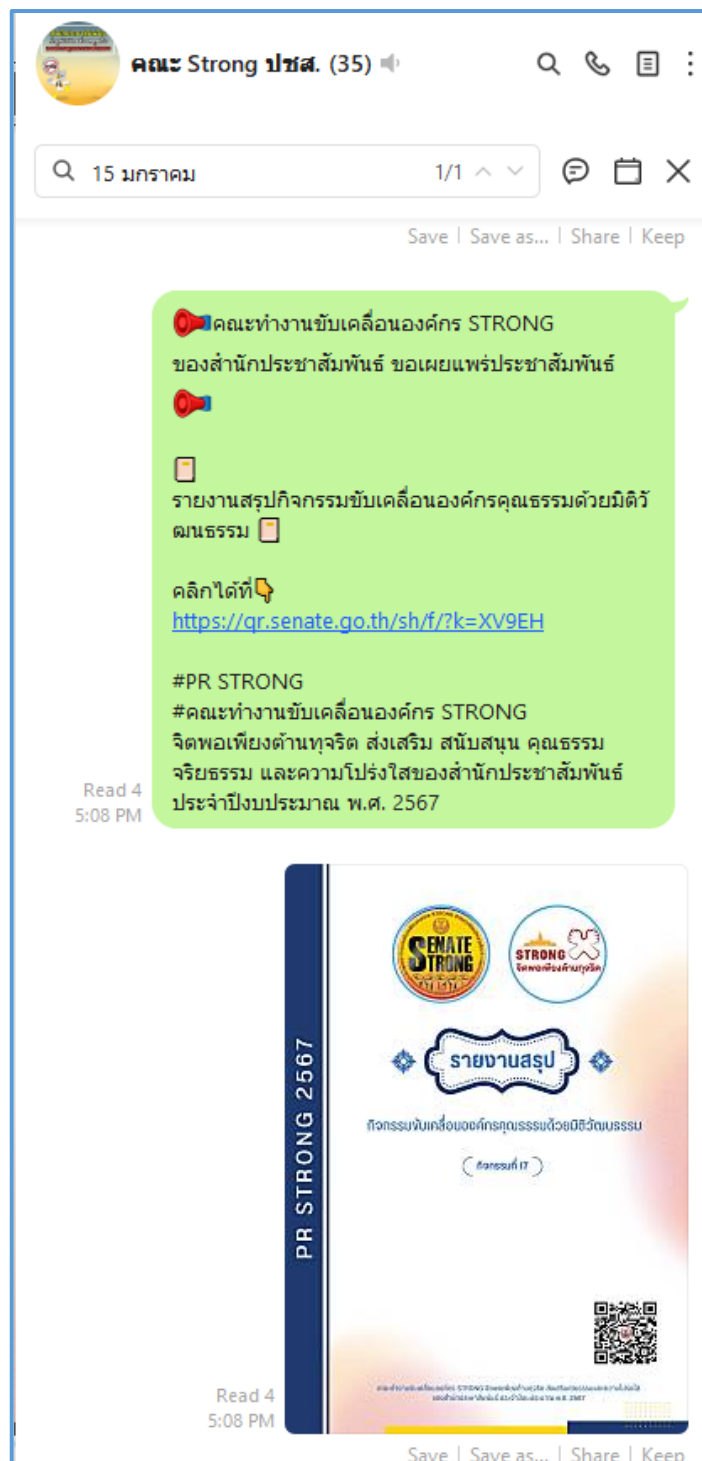 คณะ Strong ปชส. (35)
15 มกราคม 1/1
Save | Save as... | Share | Keep
คณะทำงานขับเคลื่อนองค์กร STRONG
ของสำนักประชาสัมพันธ์ ขอเผยแพร่ประชาสัมพันธ์
รายงานสรุปกิจกรรมขับเคลื่อนองค์กรคุณธรรมด้วยมิติวั
ฒนธรรม
คลิกได้ที่
https://qr.senate.go.th/sh/f/?k=XV9EH
#PR STRONG
#คณะทำงานขับเคลื่อนองค์กร STRONG
จิตพอเพียงต้านทุจริต ส่งเสริม สนับสนุน คุณธรรม
จริยธรรม และความโปร่งใสของสำนักประชาสัมพันธ์
ประจำปีงบประมาณ พ.ศ. 2567
Read 4
5:08 PM
PR STRONG 2567
SENATE
STRONG
STRONG
จิตพอเพียงต้านทุจริต
รายงานสรุป
กิจกรรมขับเคลื่อนองค์กรคุณธรรมด้วยมิติวัฒนธรรม
(กิจกรรมที่ 17)
Read 4
5:08 PM
Save | Save as... | Share | Keep